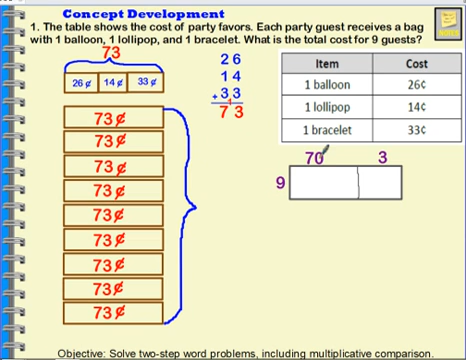 Concept Development
1. The table shows the cost of party favors. Each party guest receives a bag
with 1 balloon, 1 lollipop, and 1 bracelet. What is the total cost for 9 guests?
73
26 ¢ 14 ¢ 33 ¢
26
14
+33
1
73
Item Cost
1 balloon 26¢
1 lollipop 14¢
1 bracelet 33¢
73¢
73¢
73¢
73¢
73¢
73¢
73¢
73¢
73¢
70 3
9
Objective: Solve two-step word problems, including multiplicative comparison.